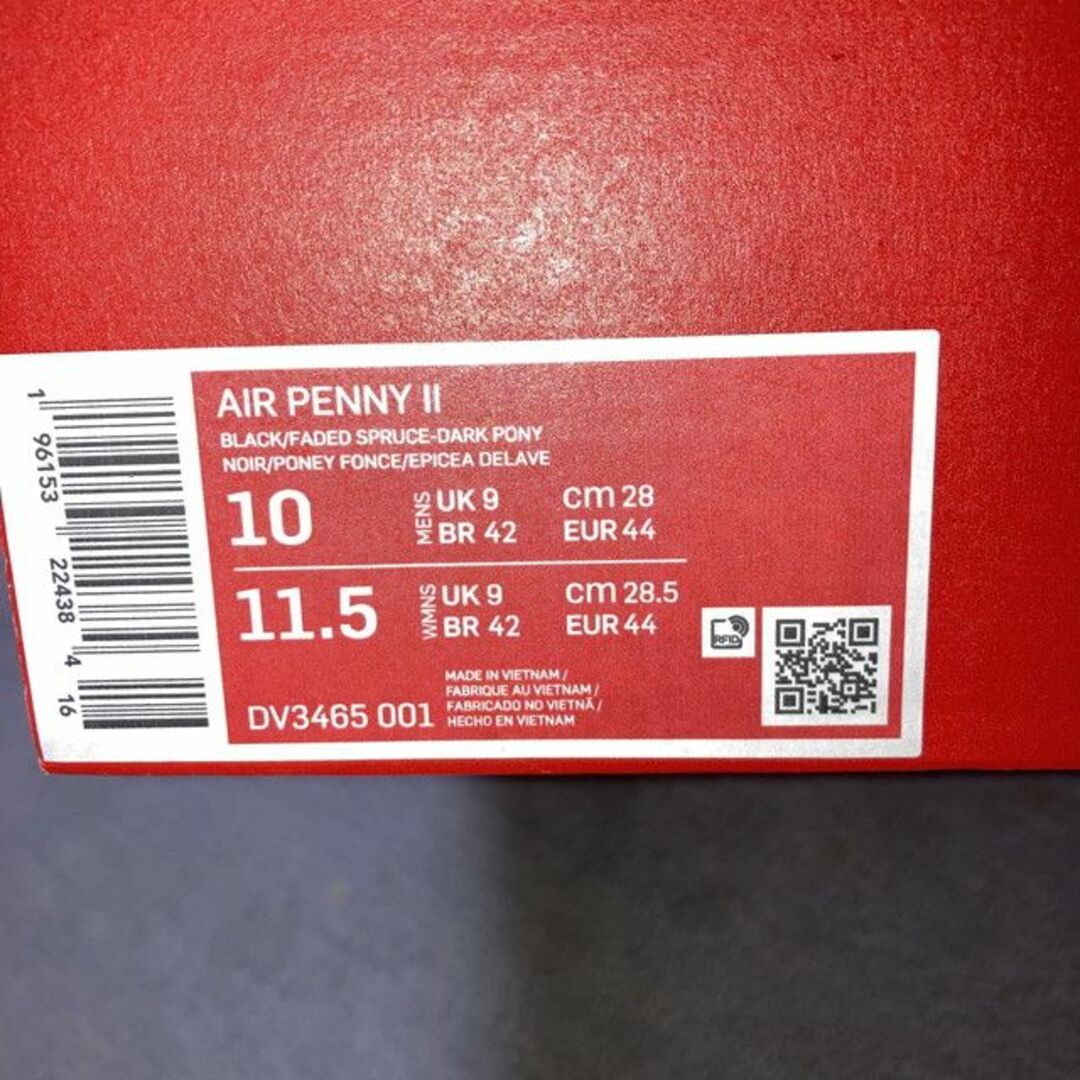 AIR PENNY II
BLACK/FADED SPRUCE-DARK PONY
NOIR/PONEY FONCE/EPICEA DELAVE
10 MENS UK 9 cm 28
BR 42 EUR 44
11.5 WMNS UK 9 cm 28.5
BR 42 EUR 44
RFID
DV3465 001
MADE IN VIETNAM /
FABRIQUE AU VIETNAM /
FABRICADO NO VIETNÃ /
HECHO EN VIETNAM
1 96153 22438 4 16